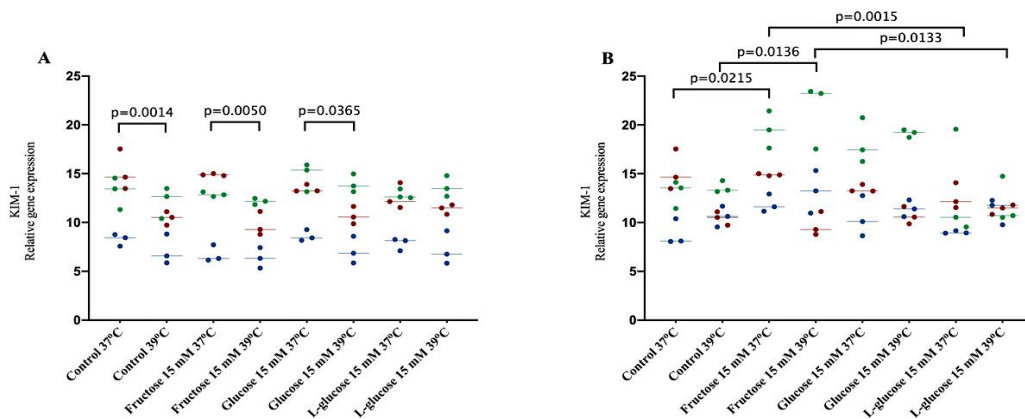 A
p=0.0014
p=0.0050
p=0.0365
KIM-1
Relative gene expression
25
20
15
10
5
0
Control 37ºC
Control 39ºC
Fructose 15 mM 37ºC
Fructose 15 mM 39ºC
Glucose 15 mM 37ºC
Glucose 15 mM 39ºC
L-glucose 15 mM 37ºC
L-glucose 15 mM 39ºC
B
p=0.0015
p=0.0136
p=0.0133
p=0.0215
KIM-1
Relative gene expression
25
20
15
10
5
0
Control 37ºC
Control 39ºC
Fructose 15 mM 37ºC
Fructose 15 mM 39ºC
Glucose 15 mM 37ºC
Glucose 15 mM 39ºC
L-glucose 15 mM 37ºC
L-glucose 15 mM 39ºC